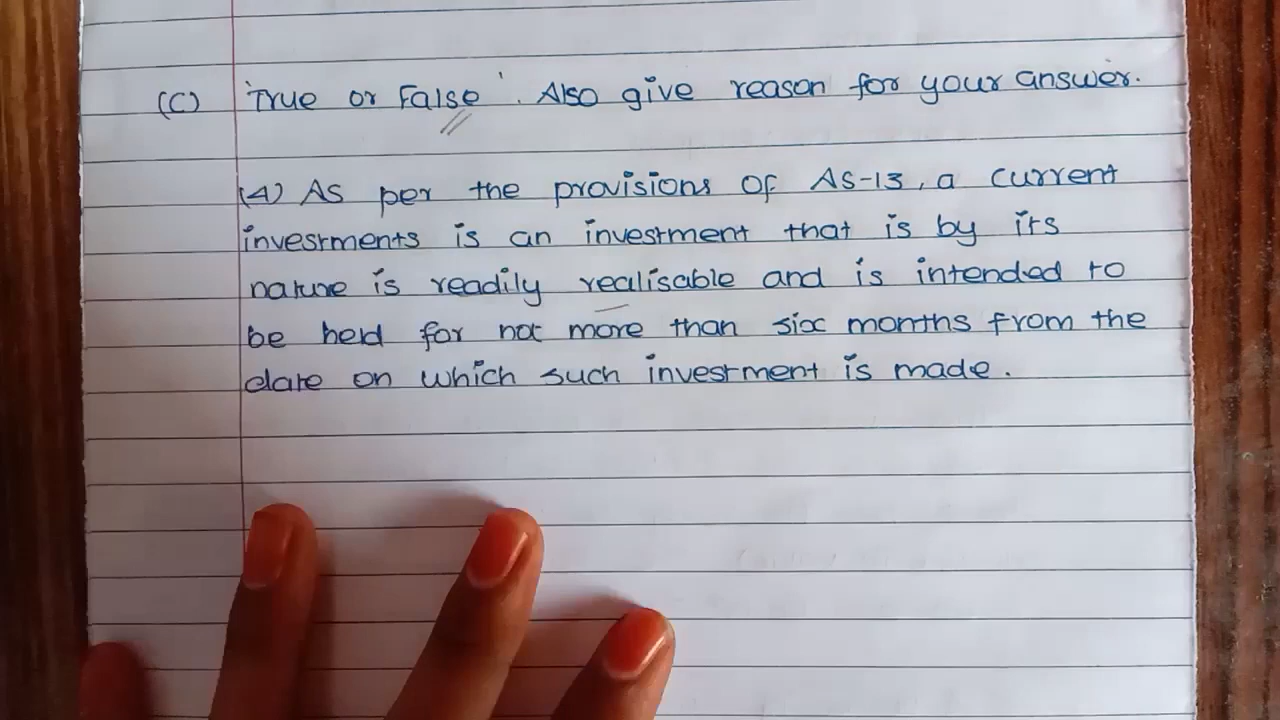 (C) 'True or False'. Also give reason for your answer.
(4) As per the provisions of AS-13, a current
investments is an investment that is by its
nature is readily realisable and is intended to
be held for not more than six months from the
date on which such investment is made.